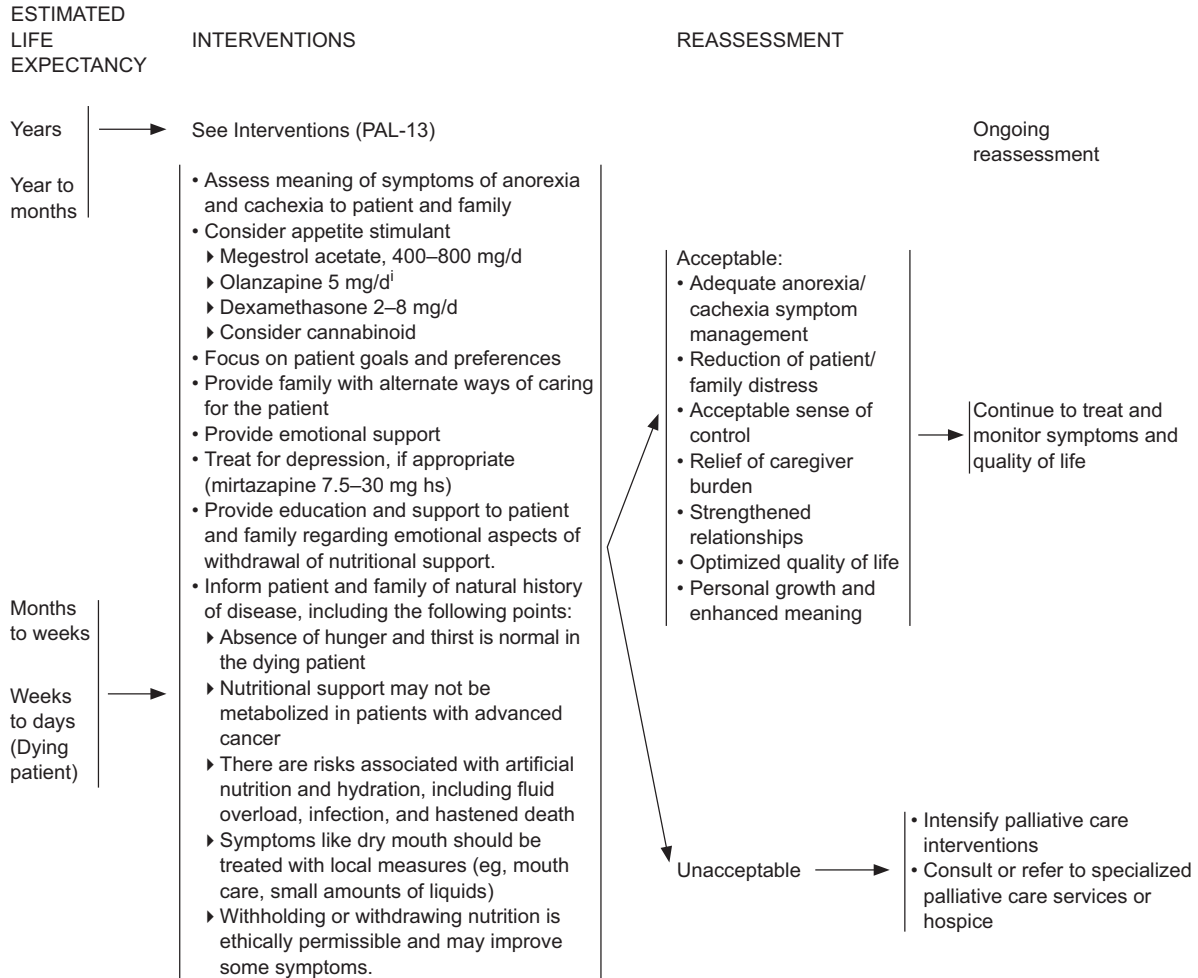 ESTIMATED
LIFE
EXPECTANCY
INTERVENTIONS
REASSESSMENT
Years
Year to
months
See Interventions (PAL-13)
Ongoing
reassessment
Months
to weeks
Weeks
to days
(Dying
patient)
• Assess meaning of symptoms of anorexia
and cachexia to patient and family
• Consider appetite stimulant
▸ Megestrol acetate, 400–800 mg/d
▸ Olanzapine 5 mg/dⁱ
▸ Dexamethasone 2–8 mg/d
▸ Consider cannabinoid
• Focus on patient goals and preferences
• Provide family with alternate ways of caring
for the patient
• Provide emotional support
• Treat for depression, if appropriate
(mirtazapine 7.5–30 mg hs)
• Provide education and support to patient
and family regarding emotional aspects of
withdrawal of nutritional support.
• Inform patient and family of natural history
of disease, including the following points:
▸ Absence of hunger and thirst is normal in
the dying patient
▸ Nutritional support may not be
metabolized in patients with advanced
cancer
▸ There are risks associated with artificial
nutrition and hydration, including fluid
overload, infection, and hastened death
▸ Symptoms like dry mouth should be
treated with local measures (eg, mouth
care, small amounts of liquids)
▸ Withholding or withdrawing nutrition is
ethically permissible and may improve
some symptoms.
Acceptable:
• Adequate anorexia/
cachexia symptom
management
• Reduction of patient/
family distress
• Acceptable sense of
control
• Relief of caregiver
burden
• Strengthened
relationships
• Optimized quality of life
• Personal growth and
enhanced meaning
Continue to treat and
monitor symptoms and
quality of life
Unacceptable
• Intensify palliative care
interventions
• Consult or refer to specialized
palliative care services or
hospice